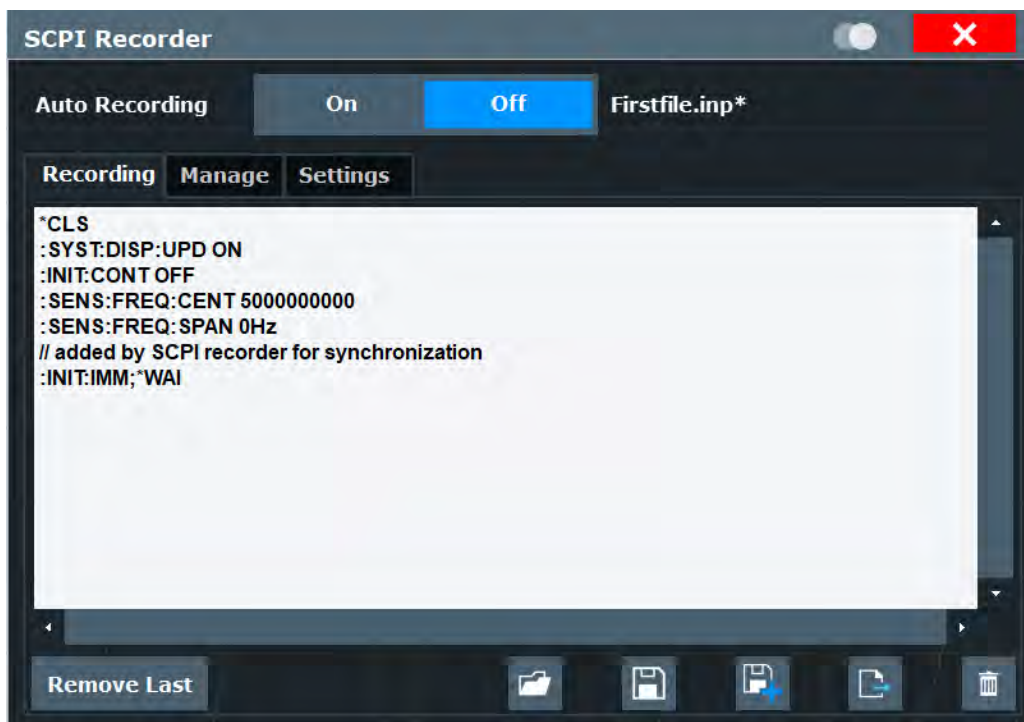 SCPI Recorder
Auto Recording On Off Firstfile.inp*
Recording Manage Settings
*CLS
:SYST:DISP:UPD ON
:INIT:CONT OFF
:SENS:FREQ:CENT 5000000000
:SENS:FREQ:SPAN 0Hz
// added by SCPI recorder for synchronization
:INIT:IMM;*WAI
Remove Last